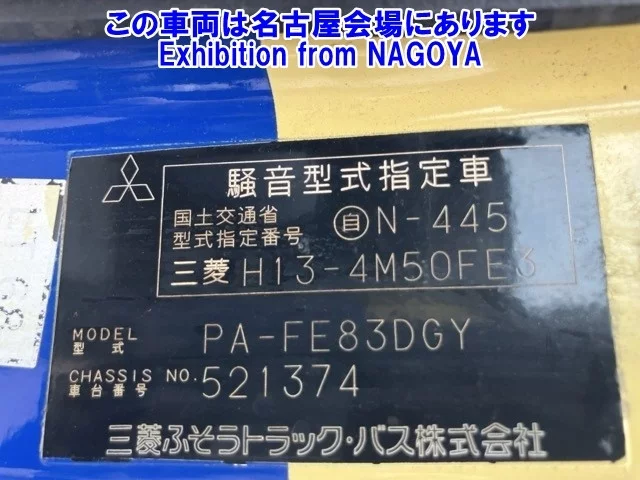 この車両は名古屋会場にあります
Exhibition from NAGOYA
騒音型式指定車
国土交通省
型式指定番号 自N-445
三菱 H13-4M50FE3
MODEL
型式 PA-FE83DGY
CHASSIS NO.
車台番号 521374
三菱ふそうトラック・バス株式会社